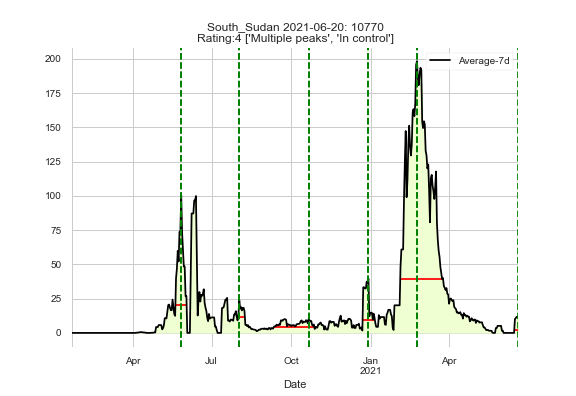 South_Sudan 2021-06-20: 10770
Rating:4 ['Multiple peaks', 'In control']
Average-7d
200
175
150
125
100
75
50
25
0
Apr Jul Oct Jan Apr
2021
Date